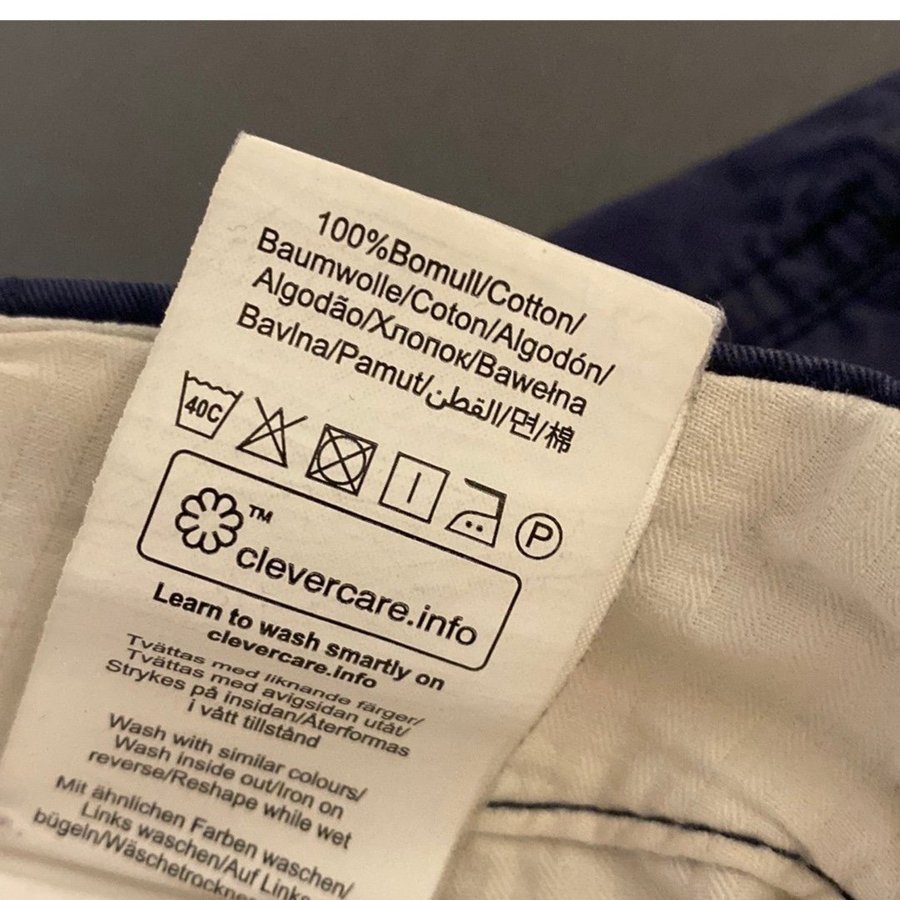 100%Bomull/Cotton/
Baumwolle/Coton/Algodón/
Algodão/Хлопок/Bawełna
Bavlna/Pamut/القطن/면/棉
40C
P
TM
clevercare.info
Learn to wash smartly on
clevercare.info
Tvättas med liknande färger/
Tvättas med avigsidan utåt/
Strykes på insidan/Återformas
i vått tillstånd
Wash with similar colours/
Wash inside out/Iron on
reverse/Reshape while wet
Mit ähnlichen Farben waschen/
Links waschen/Auf Links
bügeln/Wäschetrockne